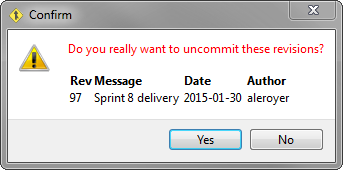 Confirm
Do you really want to uncommit these revisions?
Rev Message Date Author
97 Sprint 8 delivery 2015-01-30 aleroyer
Yes No